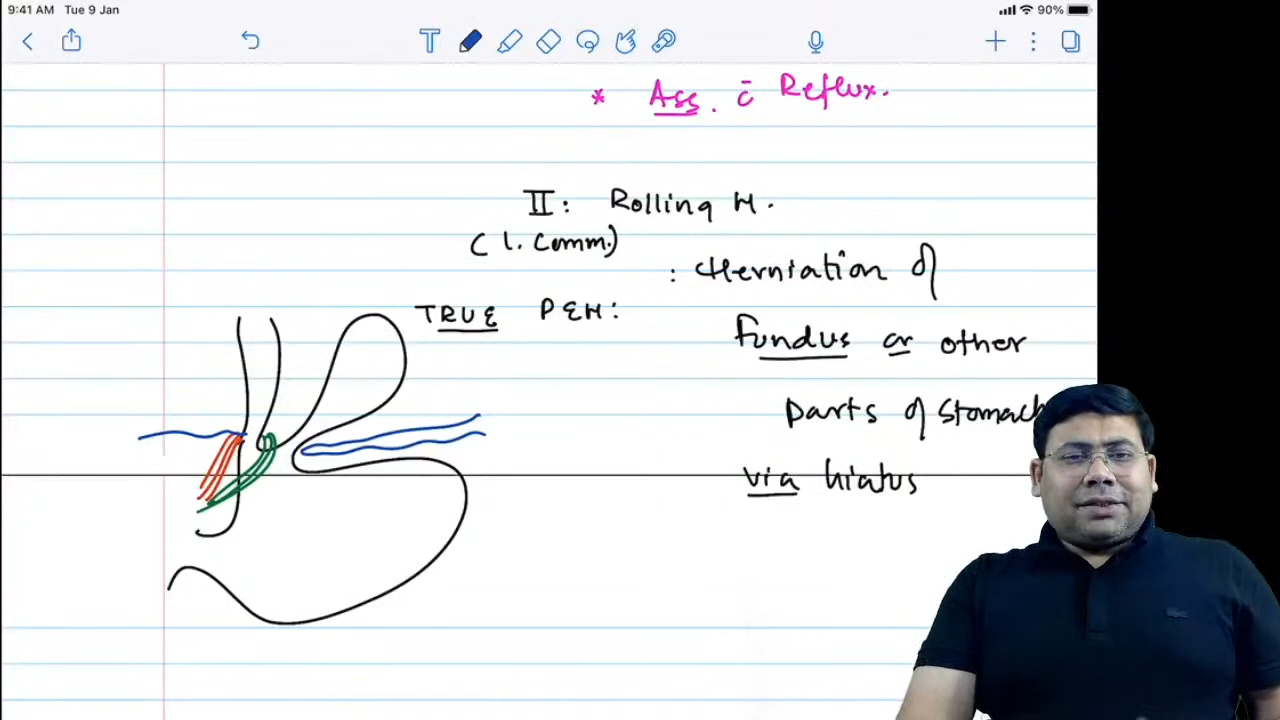 9:41 AM Tue 9 Jan 90%
* Ass. c̄ Reflux.
II: Rolling H.
( l. Comm.)
: Herniation of
TRUE PEH:
fundus or other
parts of stomach
via hiatus